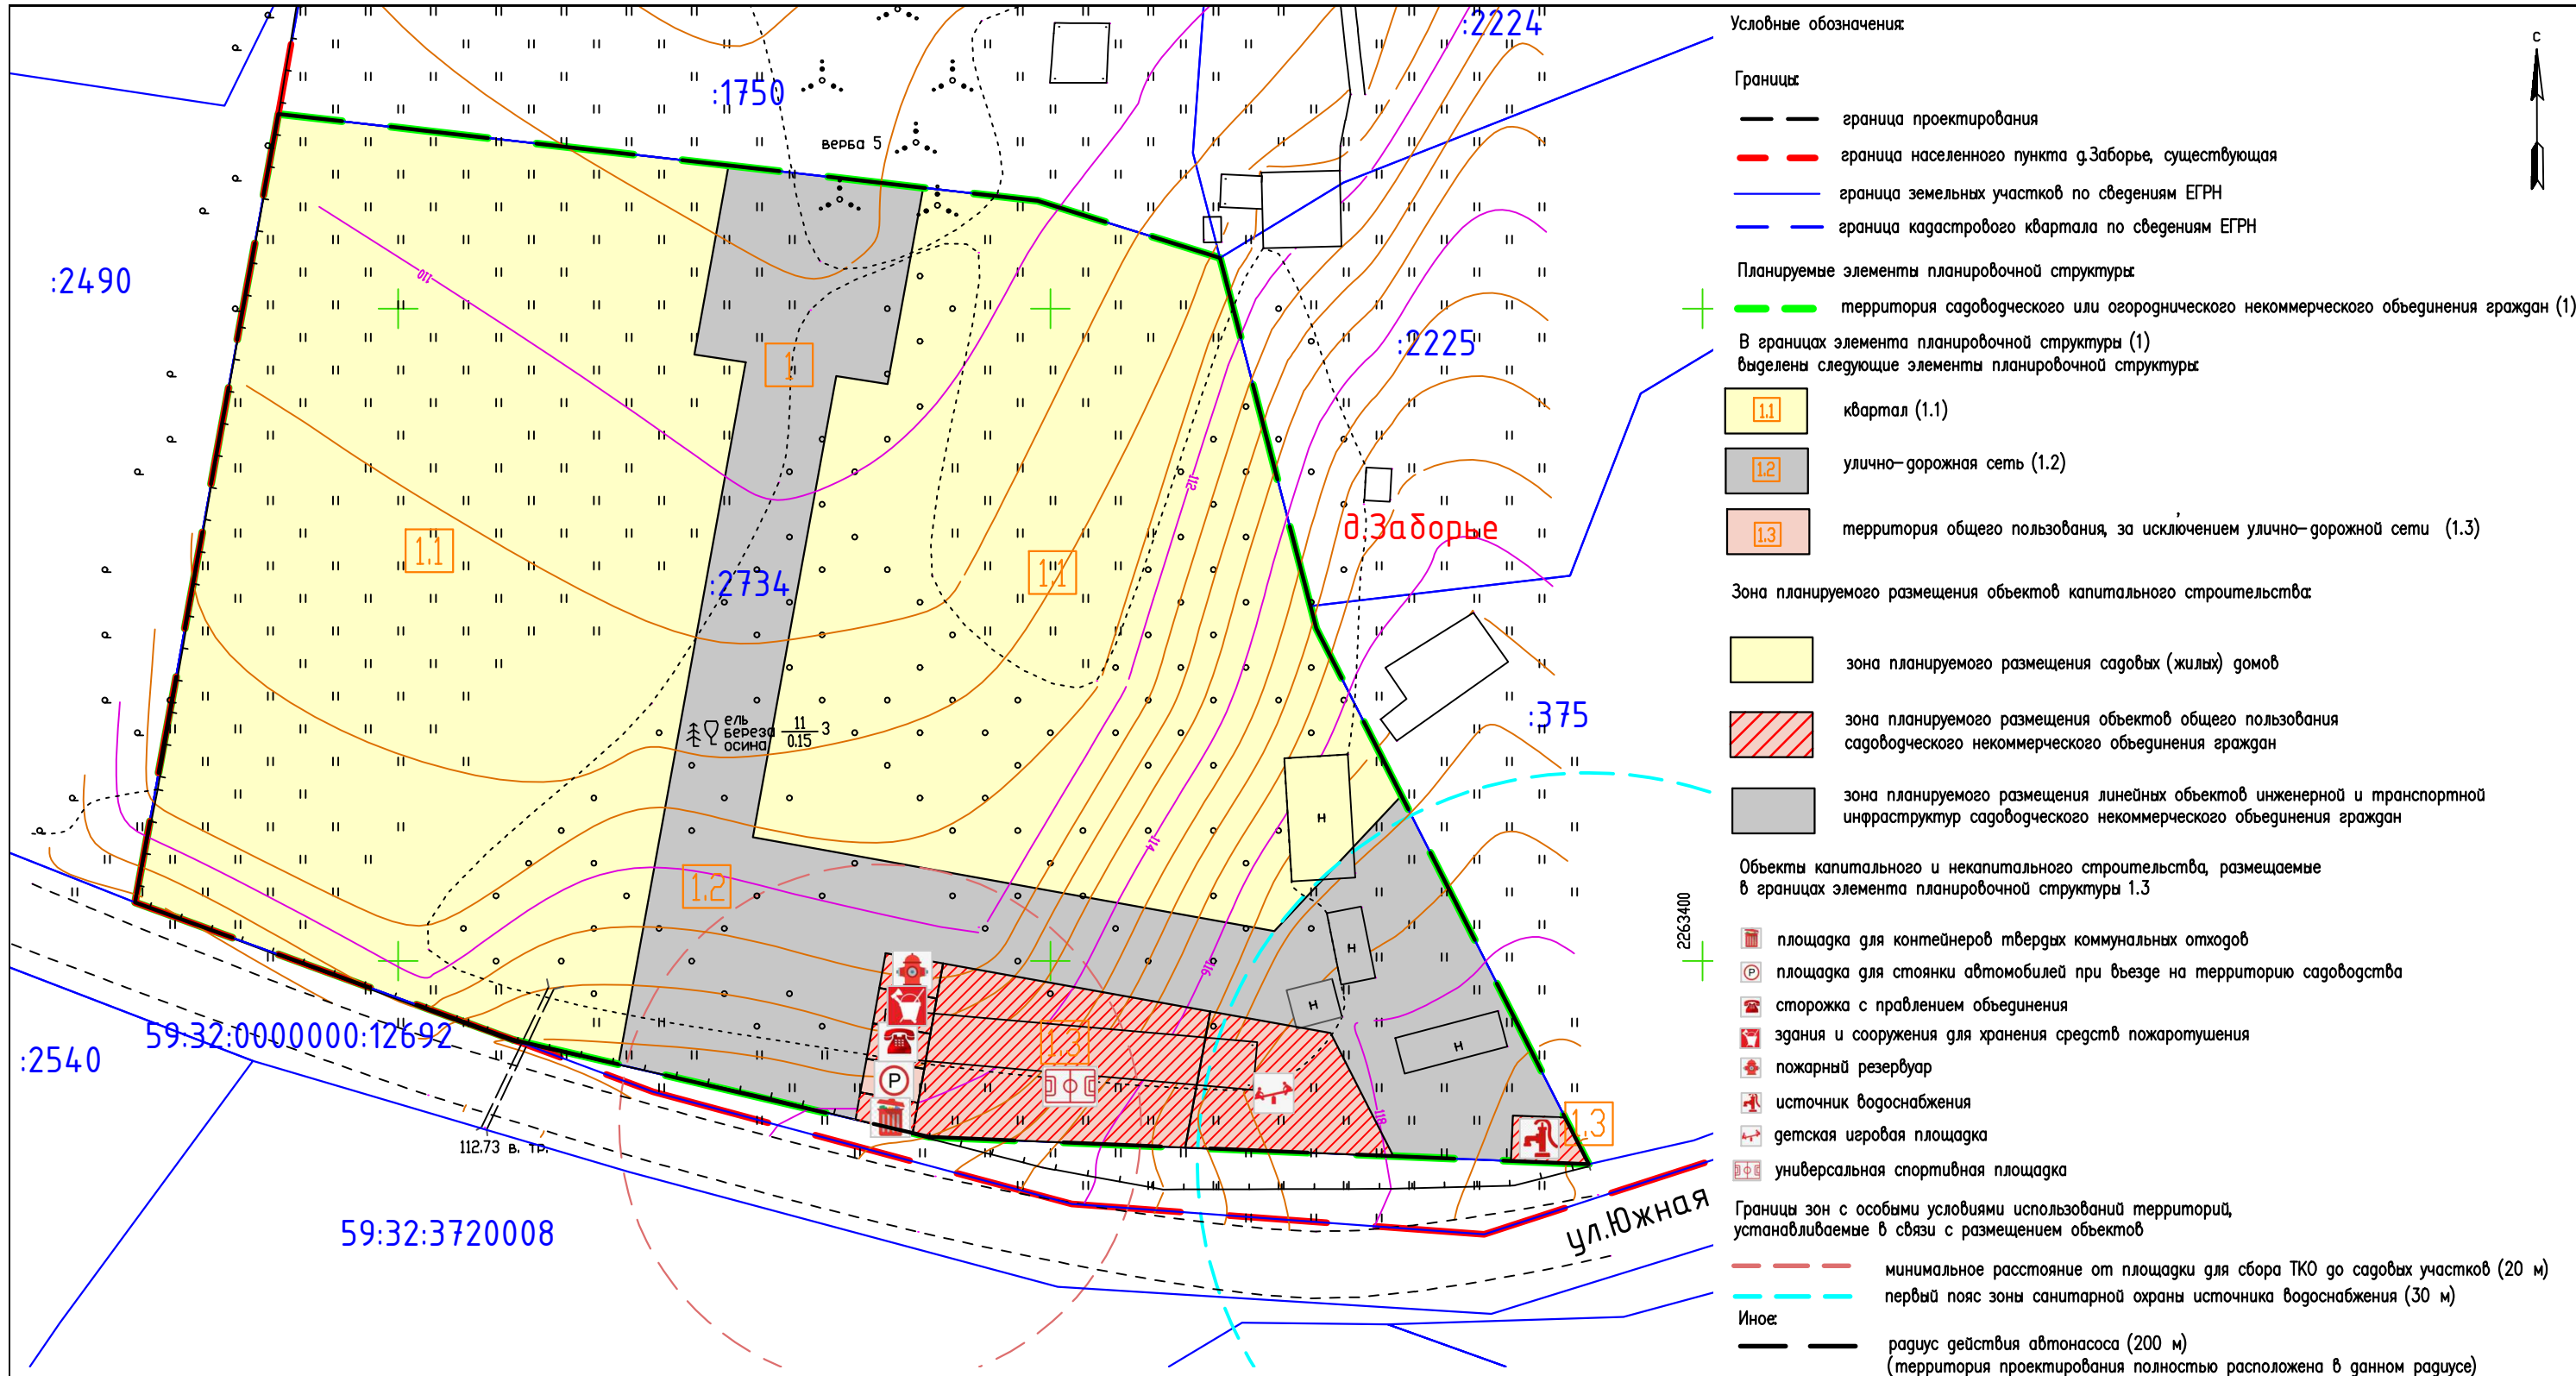 :2224
:1750
верба 5
:2490
110
1
:2225
112
д.Заборье
1.1
1.1
:2734
:375
ель
береза
осина
11
0.15
3
Н
114
1.2
Н
116
Н
Н
1.3
118
1.3
59:32:0000000:12692
:2540
112.73 в. тр.
59:32:3720008
ул.Южная
2263400
P
Условные обозначения:
С
Границы:
граница проектирования
граница населенного пункта д.Заборье, существующая
граница земельных участков по сведениям ЕГРН
граница кадастрового квартала по сведениям ЕГРН
Планируемые элементы планировочной структуры:
территория садоводческого или огороднического некоммерческого объединения граждан (1)
В границах элемента планировочной структуры (1)
выделены следующие элементы планировочной структуры:
1.1 квартал (1.1)
1.2 улично-дорожная сеть (1.2)
1.3 территория общего пользования, за исключением улично-дорожной сети (1.3)
Зона планируемого размещения объектов капитального строительства:
зона планируемого размещения садовых (жилых) домов
зона планируемого размещения объектов общего пользования
садоводческого некоммерческого объединения граждан
зона планируемого размещения линейных объектов инженерной и транспортной
инфраструктур садоводческого некоммерческого объединения граждан
Объекты капитального и некапитального строительства, размещаемые
в границах элемента планировочной структуры 1.3
площадка для контейнеров твердых коммунальных отходов
P площадка для стоянки автомобилей при въезде на территорию садоводства
сторожка с правлением объединения
здания и сооружения для хранения средств пожаротушения
пожарный резервуар
источник водоснабжения
детская игровая площадка
универсальная спортивная площадка
Границы зон с особыми условиями использований территорий,
устанавливаемые в связи с размещением объектов
минимальное расстояние от площадки для сбора ТКО до садовых участков (20 м)
первый пояс зоны санитарной охраны источника водоснабжения (30 м)
Иное:
радиус действия автонасоса (200 м)
(территория проектирования полностью расположена в данном радиусе)